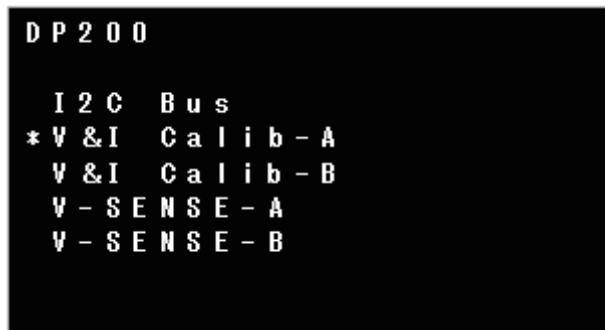 DP200
I2C Bus
*V&I Calib-A
V&I Calib-B
V-SENSE-A
V-SENSE-B